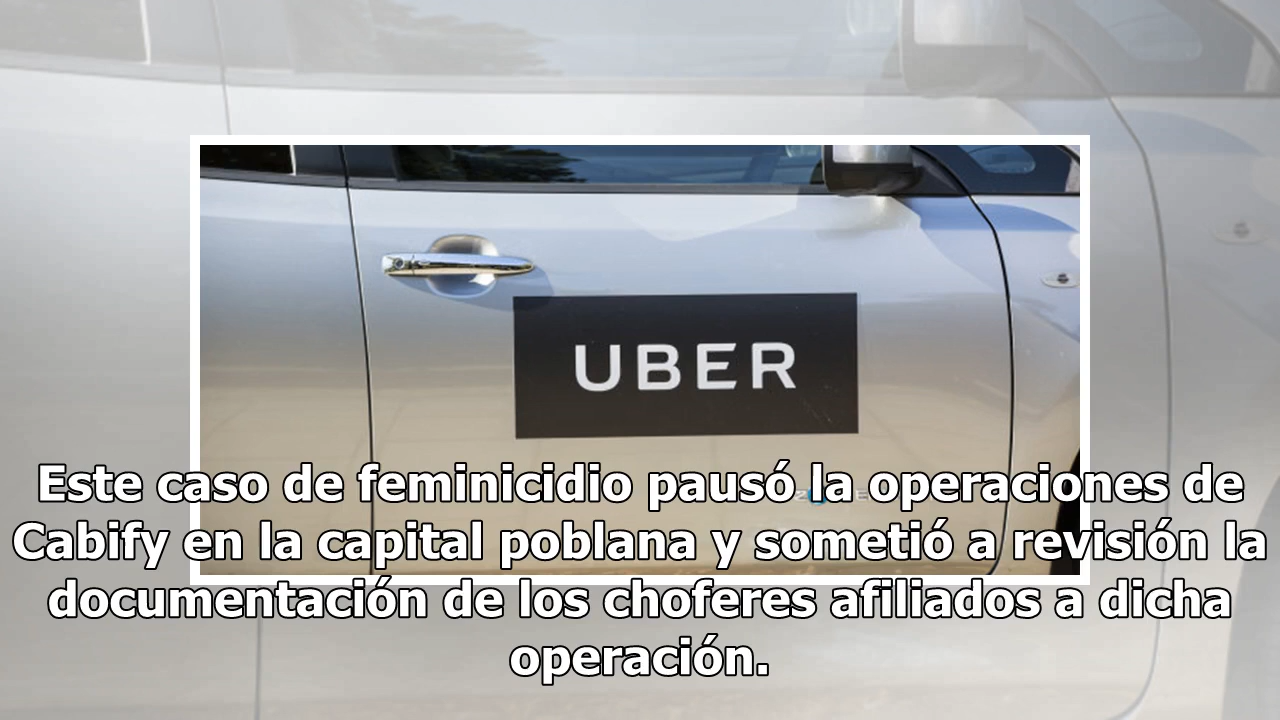 UBER
Este caso de feminicidio pausó la operaciones de
Cabify en la capital poblana y sometió a revisión la
documentación de los choferes afiliados a dicha
operación.